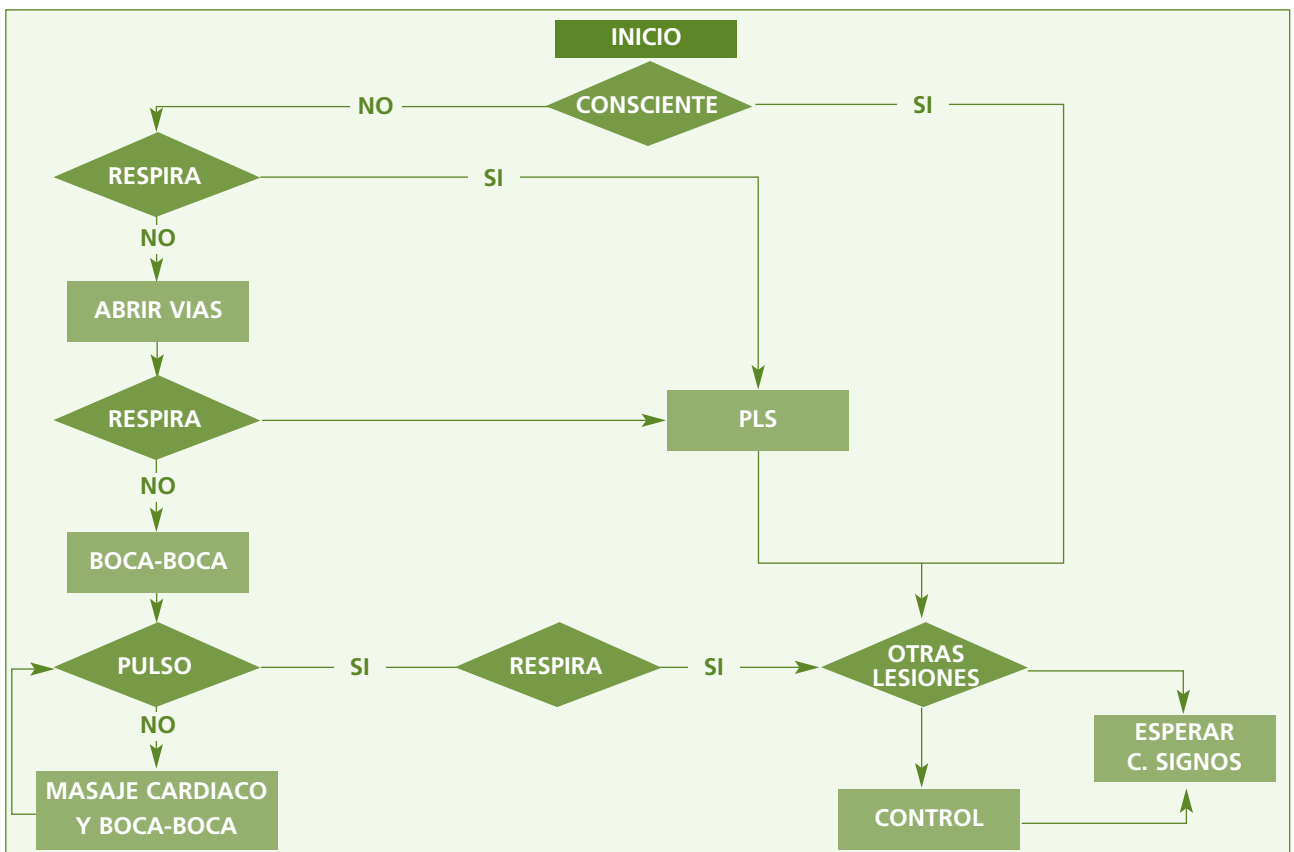 INICIO
CONSCIENTE
NO
SI
RESPIRA
SI
NO
ABRIR VIAS
RESPIRA
PLS
NO
BOCA-BOCA
PULSO
SI
RESPIRA
SI
OTRAS
LESIONES
NO
ESPERAR
C. SIGNOS
MASAJE CARDIACO
Y BOCA-BOCA
CONTROL